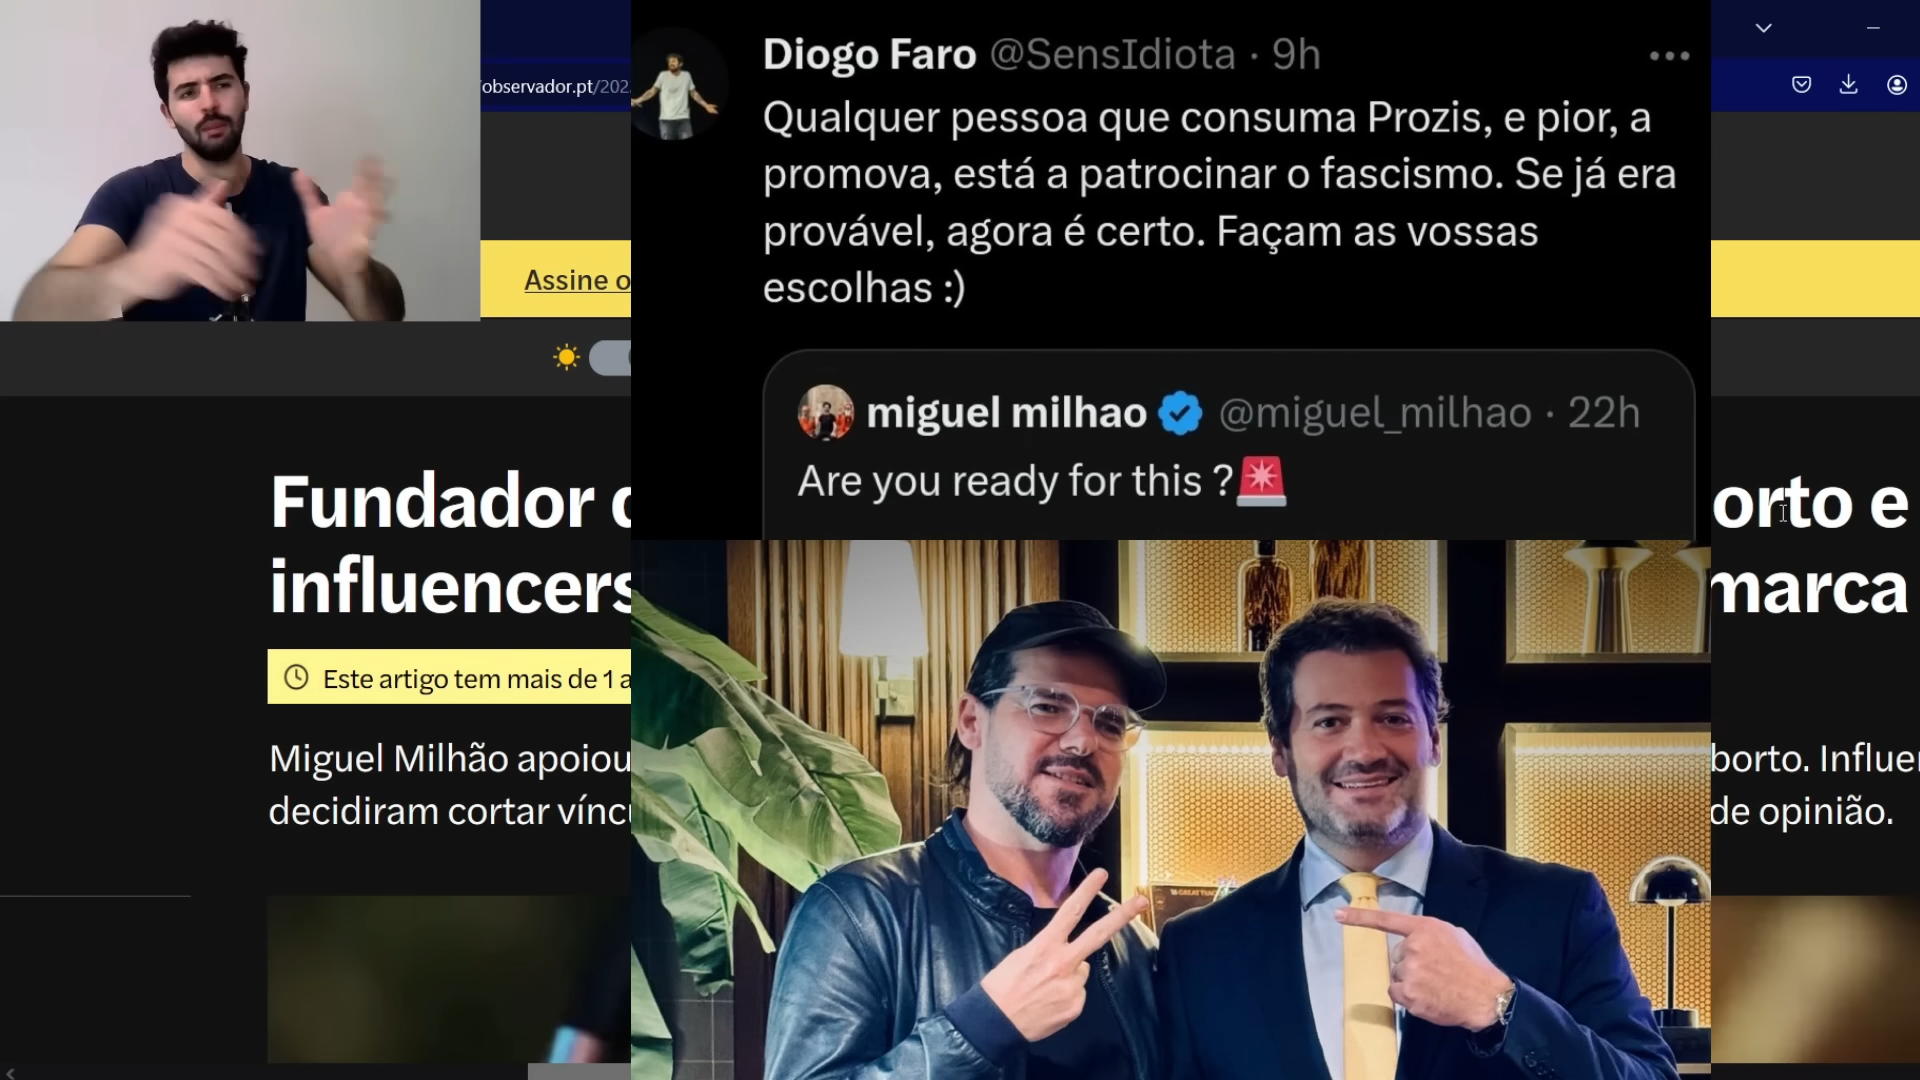 observador.pt/202
Assine o
Fundador
influencers
Este artigo tem mais de 1 a
Miguel Milhão apoiou
decidiram cortar víncu
Diogo Faro @SensIdiota · 9h
Qualquer pessoa que consuma Prozis, e pior, a
promova, está a patrocinar o fascismo. Se já era
provável, agora é certo. Façam as vossas
escolhas :)
miguel milhao @miguel_milhao · 22h
Are you ready for this ?🚨
orto e
marca
borto. Influe
de opinião.